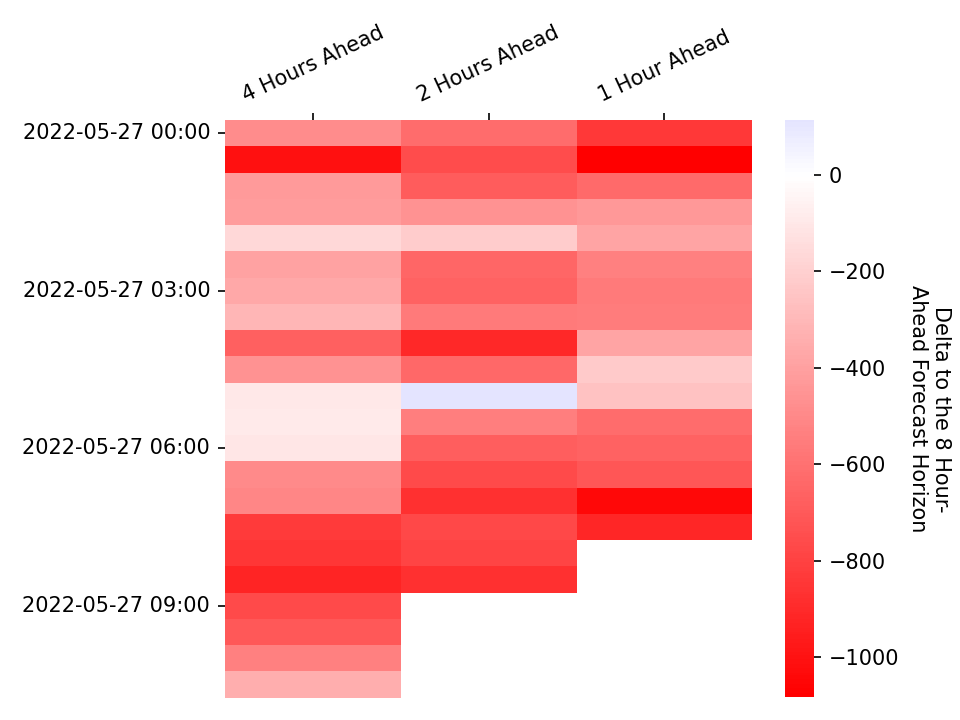 4 Hours Ahead
2 Hours Ahead
1 Hour Ahead
2022-05-27 00:00
2022-05-27 03:00
2022-05-27 06:00
2022-05-27 09:00
0
−200
−400
−600
−800
−1000
Delta to the 8 Hour-
Ahead Forecast Horizon